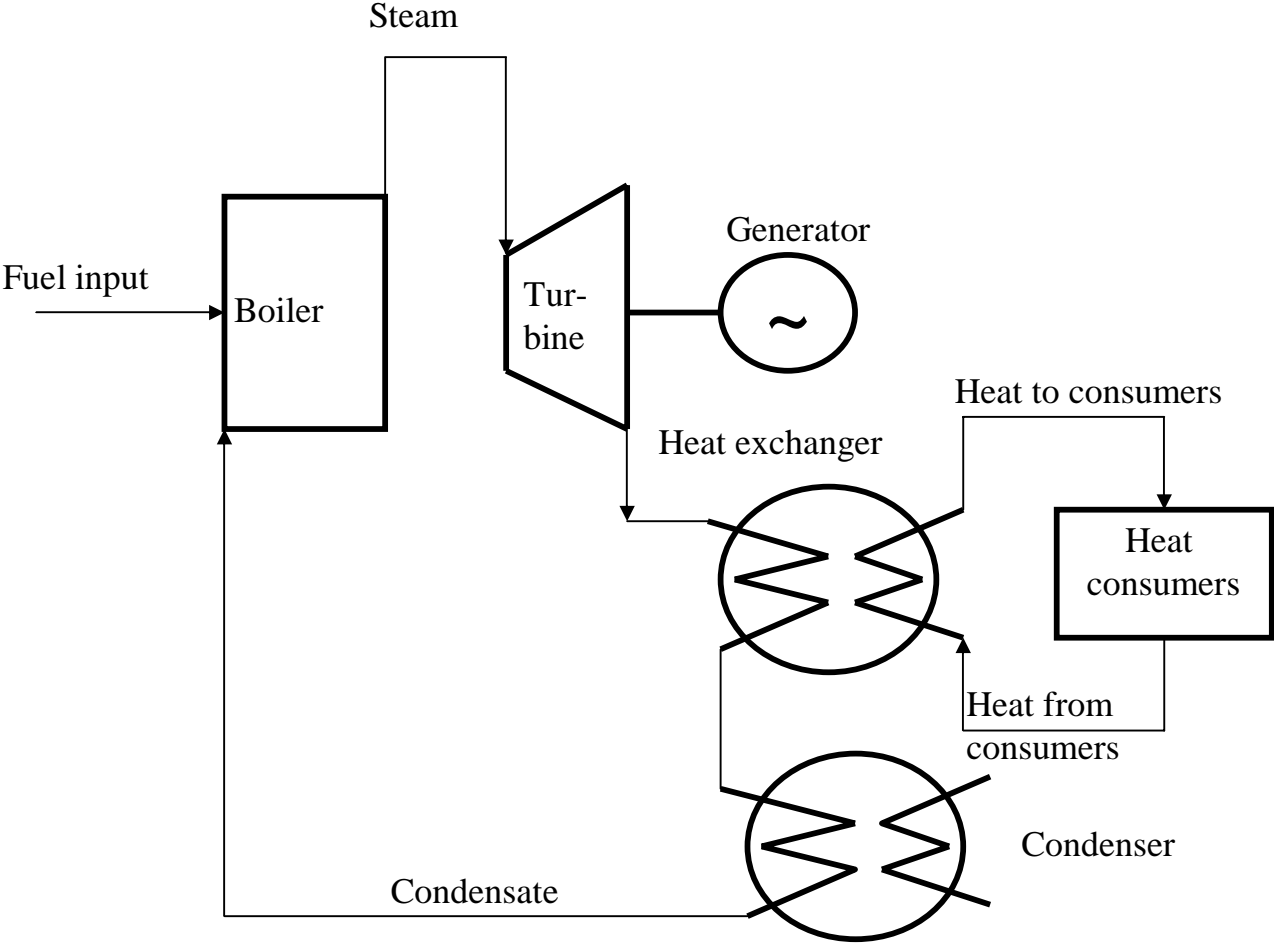 Steam
Generator
Fuel input
Boiler
Tur-
bine
~
Heat to consumers
Heat exchanger
Heat
consumers
Heat from
consumers
Condenser
Condensate